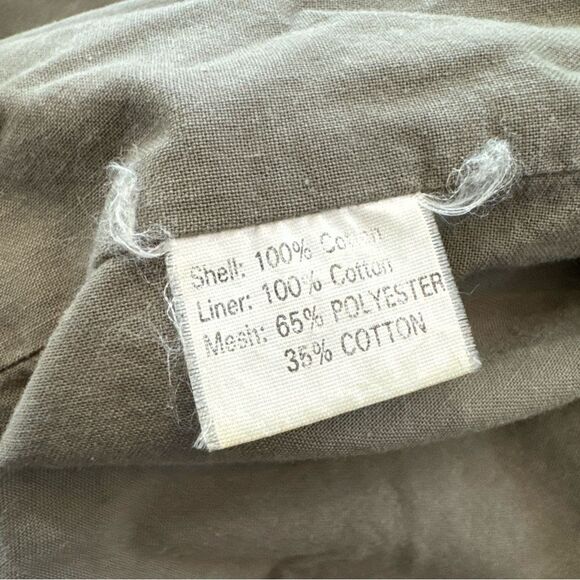 Shell: 100% Cotton
Liner: 100% Cotton
Mesh: 65% POLYESTER
35% COTTON